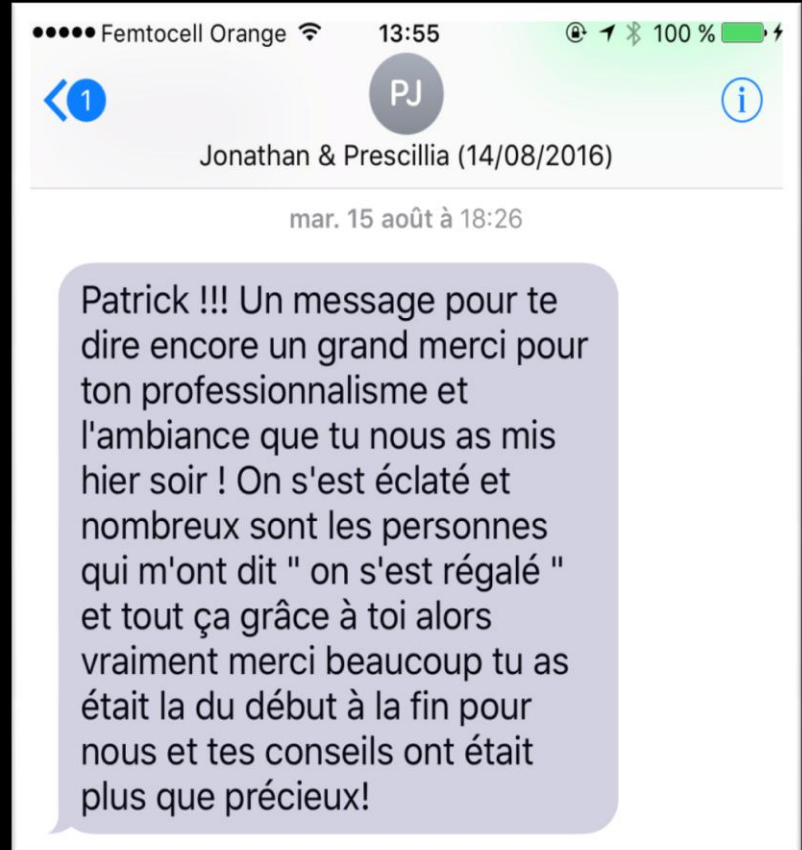 Femtocell Orange 13:55 100 %
1
PJ
Jonathan & Prescillia (14/08/2016)
mar. 15 août à 18:26
Patrick !!! Un message pour te
dire encore un grand merci pour
ton professionnalisme et
l'ambiance que tu nous as mis
hier soir ! On s'est éclaté et
nombreux sont les personnes
qui m'ont dit " on s'est régalé "
et tout ça grâce à toi alors
vraiment merci beaucoup tu as
était la du début à la fin pour
nous et tes conseils ont était
plus que précieux!